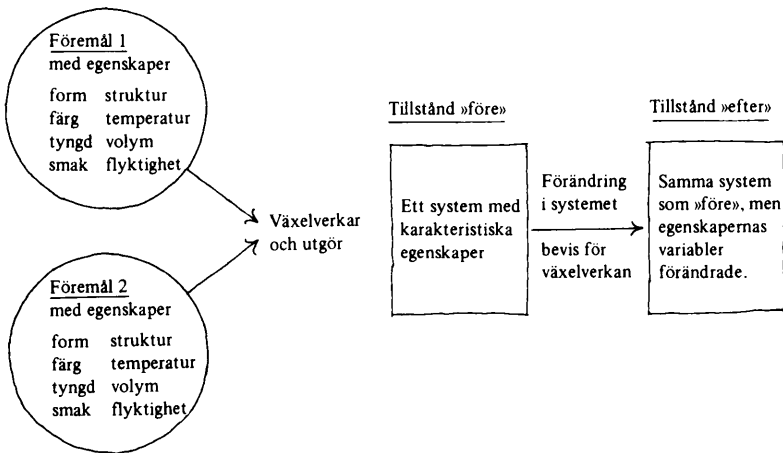 Föremål 1
med egenskaper
form struktur
färg temperatur
tyngd volym
smak flyktighet
Föremål 2
med egenskaper
form struktur
färg temperatur
tyngd volym
smak flyktighet
Växelverkar
och utgör
Tillstånd »före»
Ett system med
karakteristiska
egenskaper
Förändring
i systemet
bevis för
växelverkan
Tillstånd »efter»
Samma system
som »före», men
egenskapernas
variabler
förändrade.